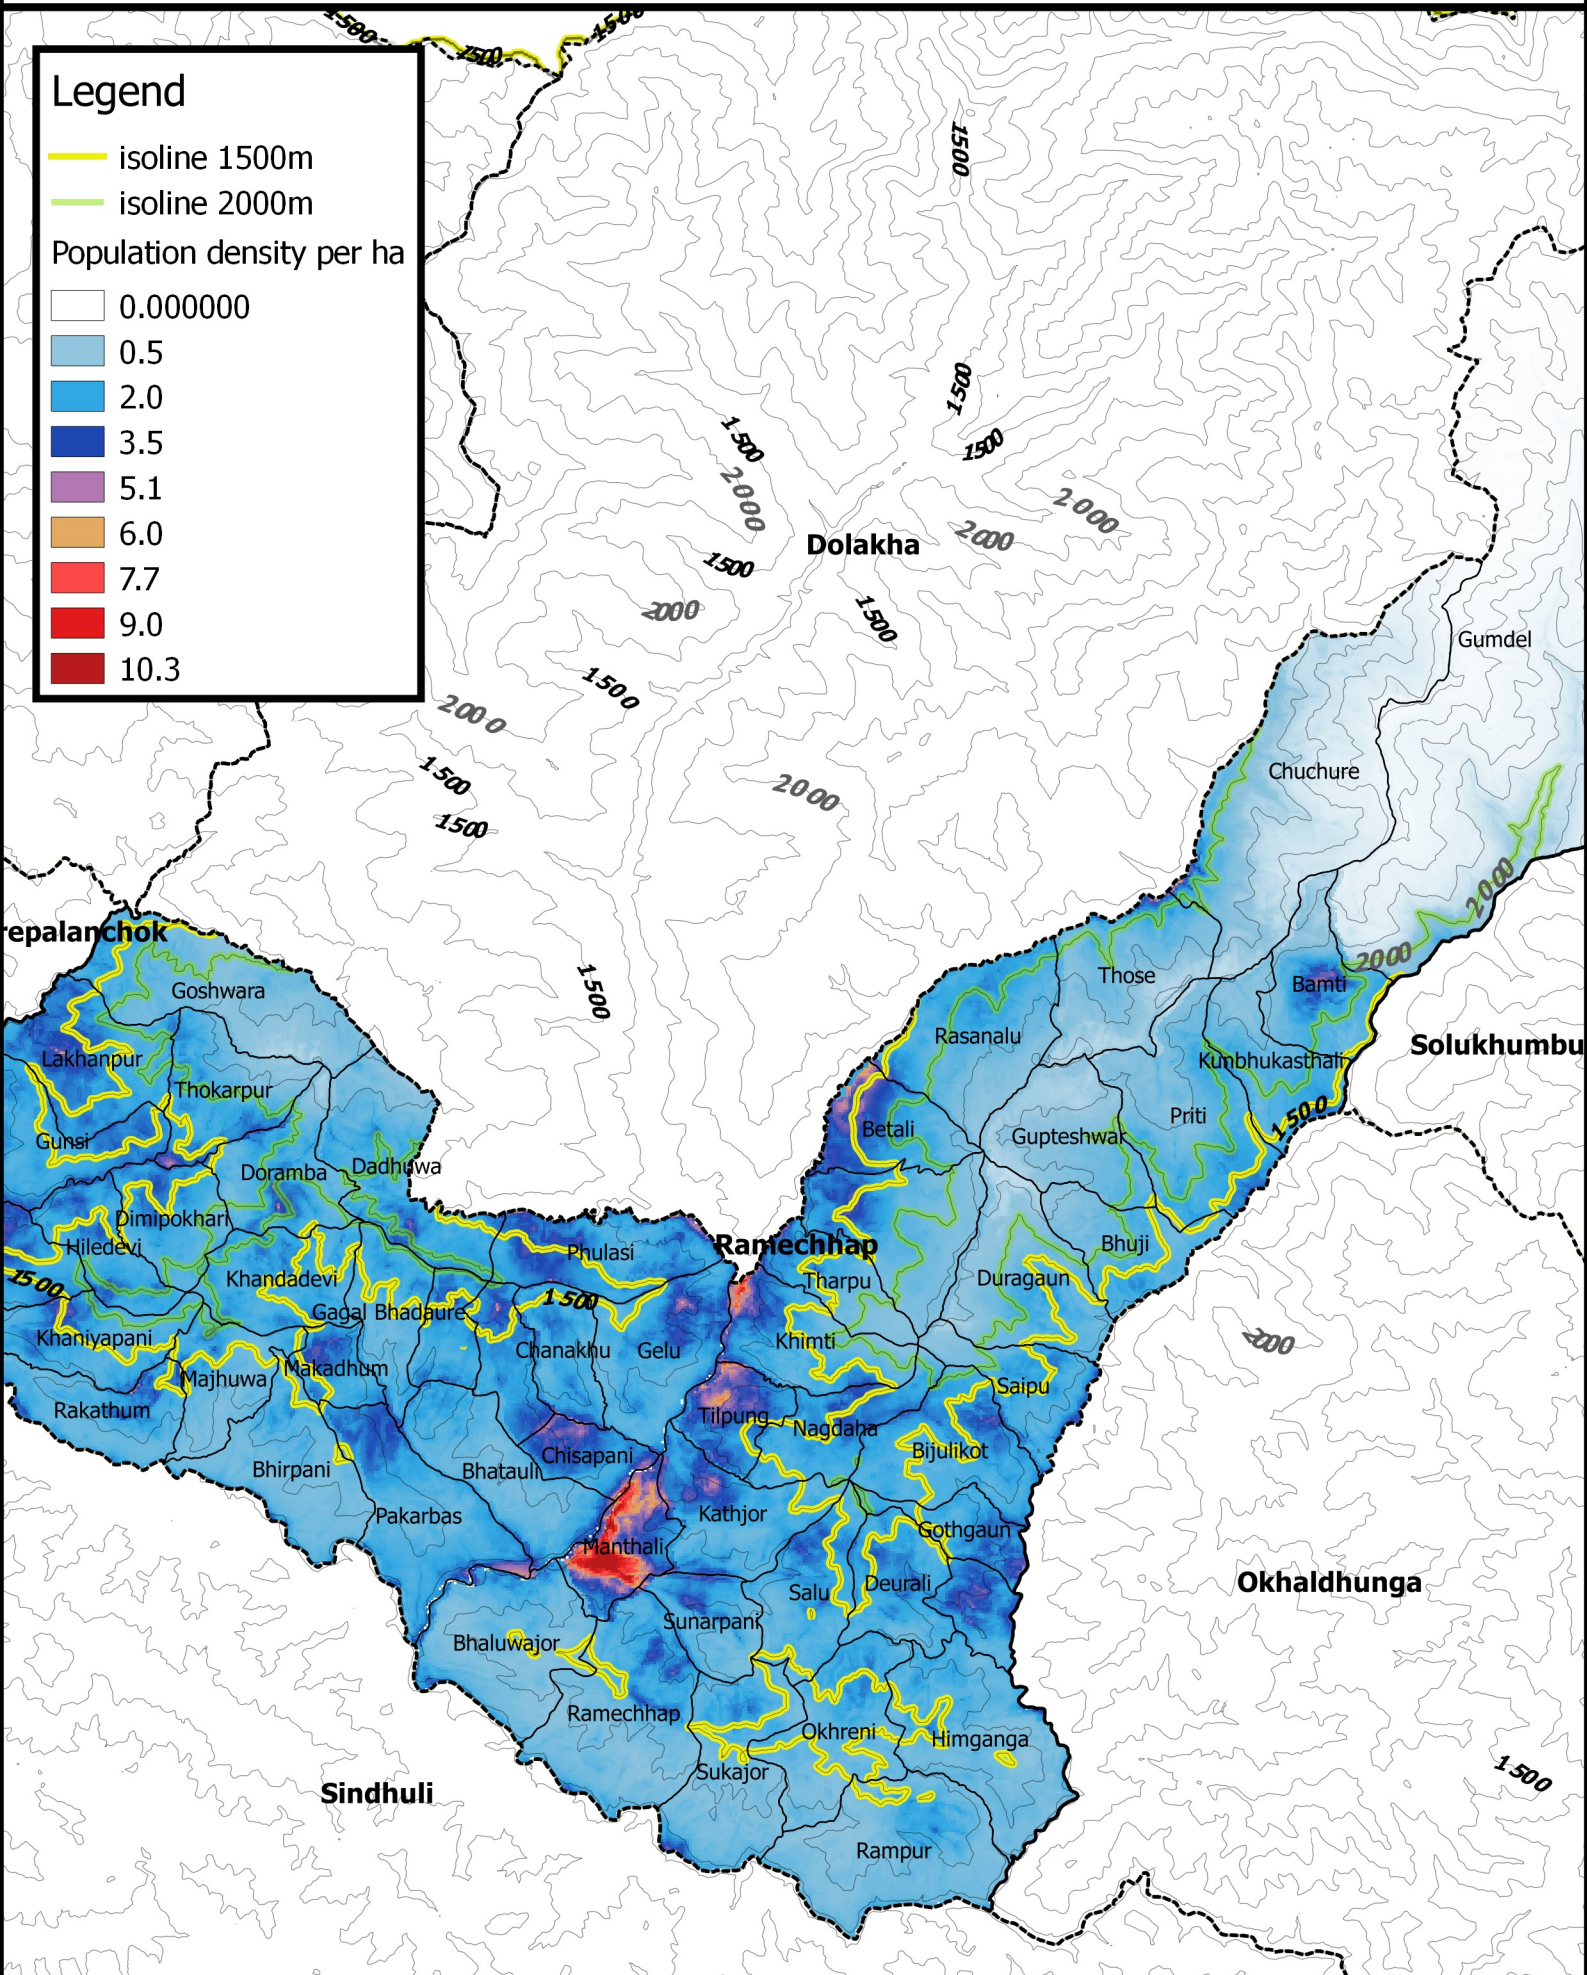 1500
1500
1500
Legend
isoline 1500m
isoline 2000m
Population density per ha
0.000000
0.5
2.0
3.5
5.1
6.0
7.7
9.0
10.3
1500
1500
1500
1500
2000
2000
2000
Dolakha
1500
2000
1500
1500
2000
1500
2000
1500
1500
Gumdel
Chuchure
2000
repalanchok
2000
Bamti
Those
Goshwara
1500
Rasanalu
Solukhumbu
Lakhanpur
Kunbhukasthali
Thokarpur
1500
Priti
Betali
Gupteshwar
Gunsi
Doramba
Dadhuwa
Dimipokhari
Hiledevi
Phulasi
Ramechhap
Bhuji
Khandadevi
Tharpu
Duragaun
1500
1500
Gagal Bhadaure
Khaniyapani
Chanakhu
Gelu
Khimti
2000
Makadhum
Majhuwa
Saipu
Rakathum
Tilpung
Nagdaha
Bijulikot
Chisapani
Bhirpani
Bhatauli
Pakarbas
Kathjor
Gothgaun
Manthali
Salu
Deurali
Okhaldhunga
Sunarpani
Bhaluwajor
Ramechhap
Okhreni
Himganga
Sukajor
1500
Sindhuli
Rampur